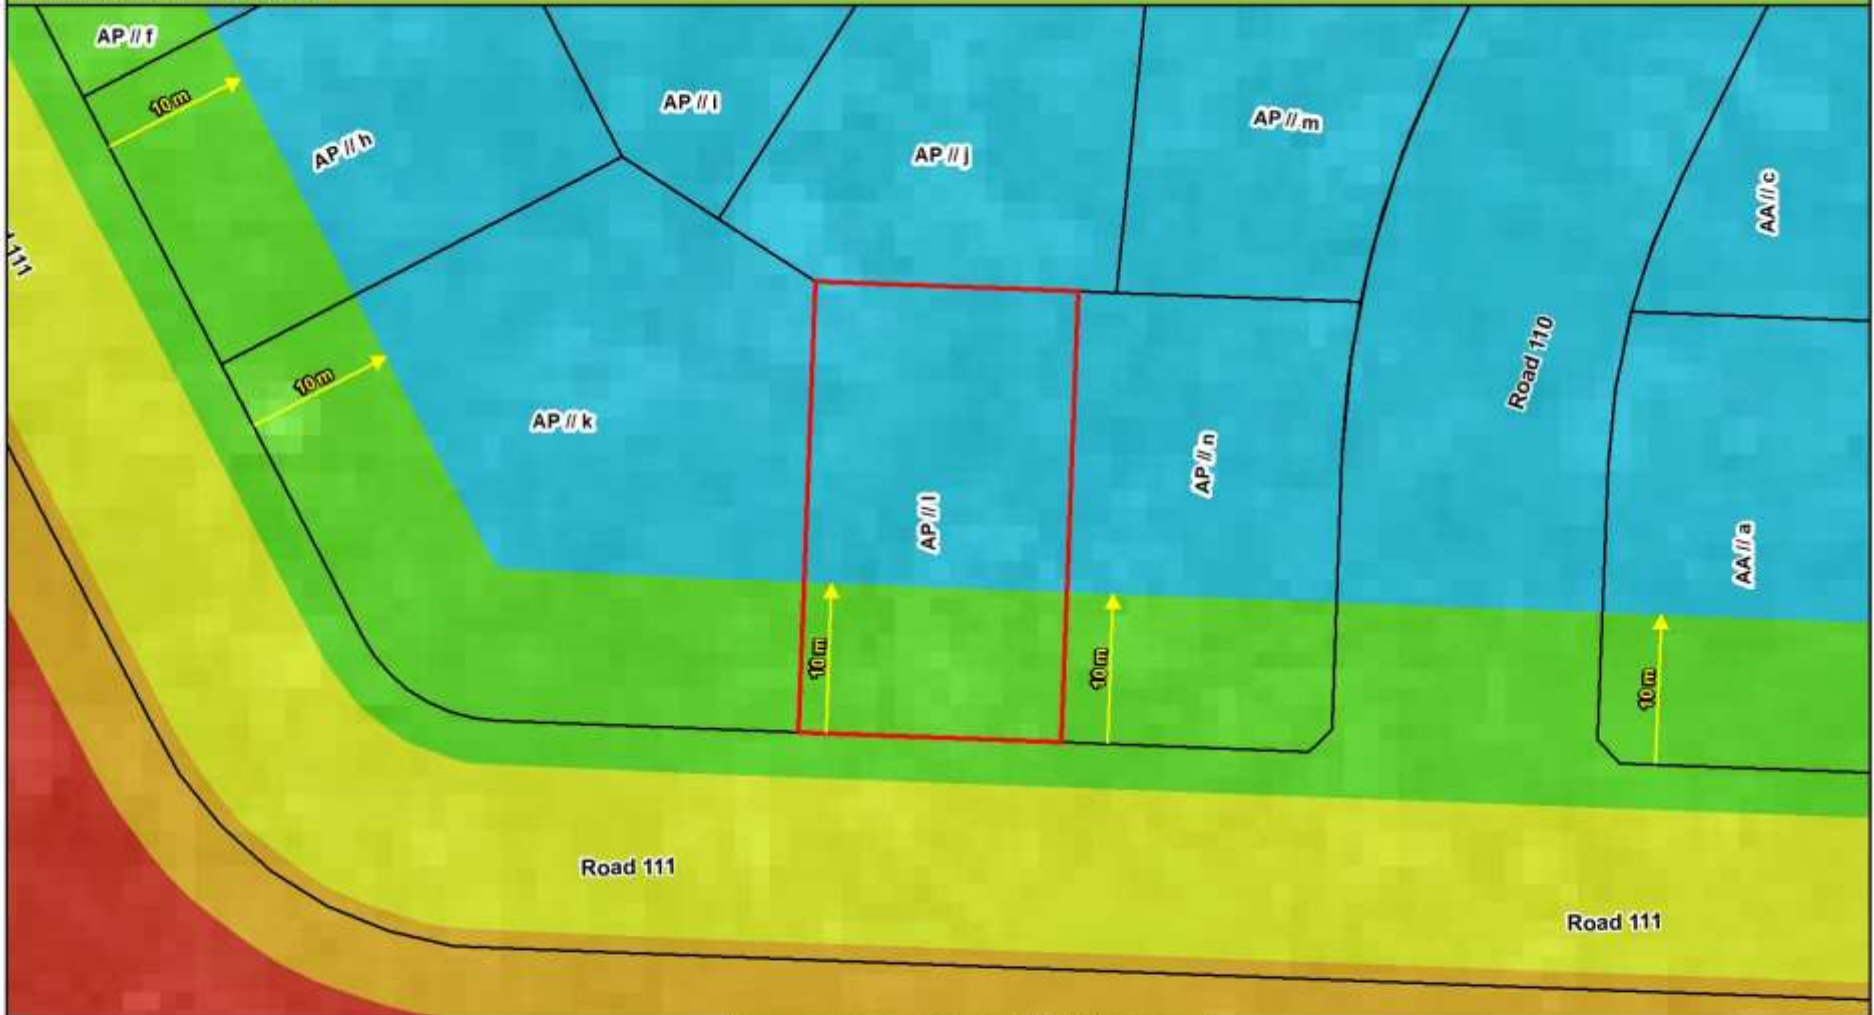 AP // f
10 m
AP // h
AP // i
AP // j
AP // m
AA // c
111
Road 110
10 m
AP // k
AP // l
AP // n
AA // a
10 m
10 m
10 m
Road 111
Road 111